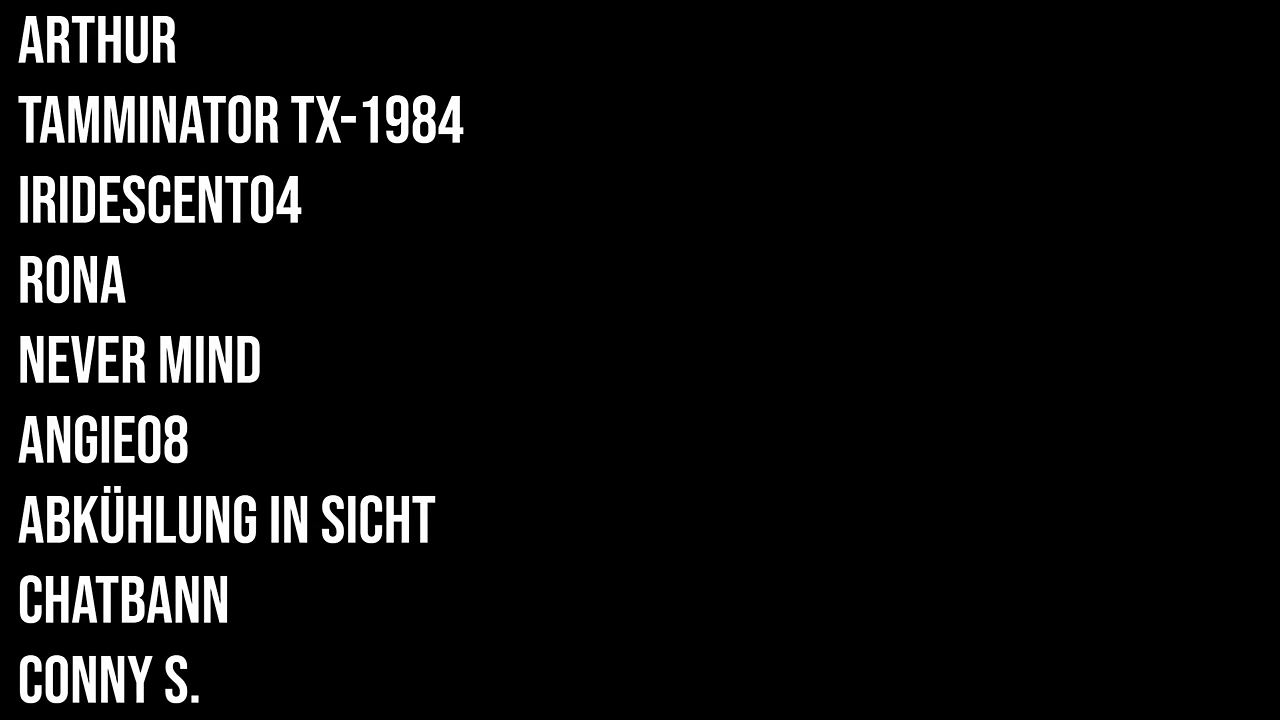 ARTHUR
TAMMINATOR TX-1984
IRIDESCENT04
RONA
NEVER MIND
ANGIE08
ABKÜHLUNG IN SICHT
CHATBANN
CONNY S.